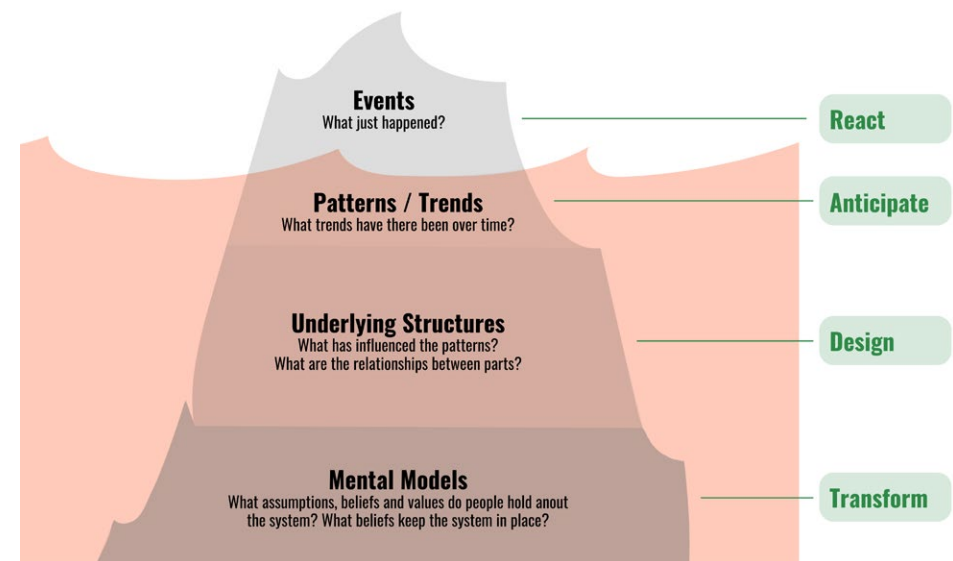 Events
What just happened?
React
Patterns / Trends
What trends have there been over time?
Anticipate
Underlying Structures
What has influenced the patterns?
What are the relationships between parts?
Design
Mental Models
What assumptions, beliefs and values do people hold anout
the system? What beliefs keep the system in place?
Transform